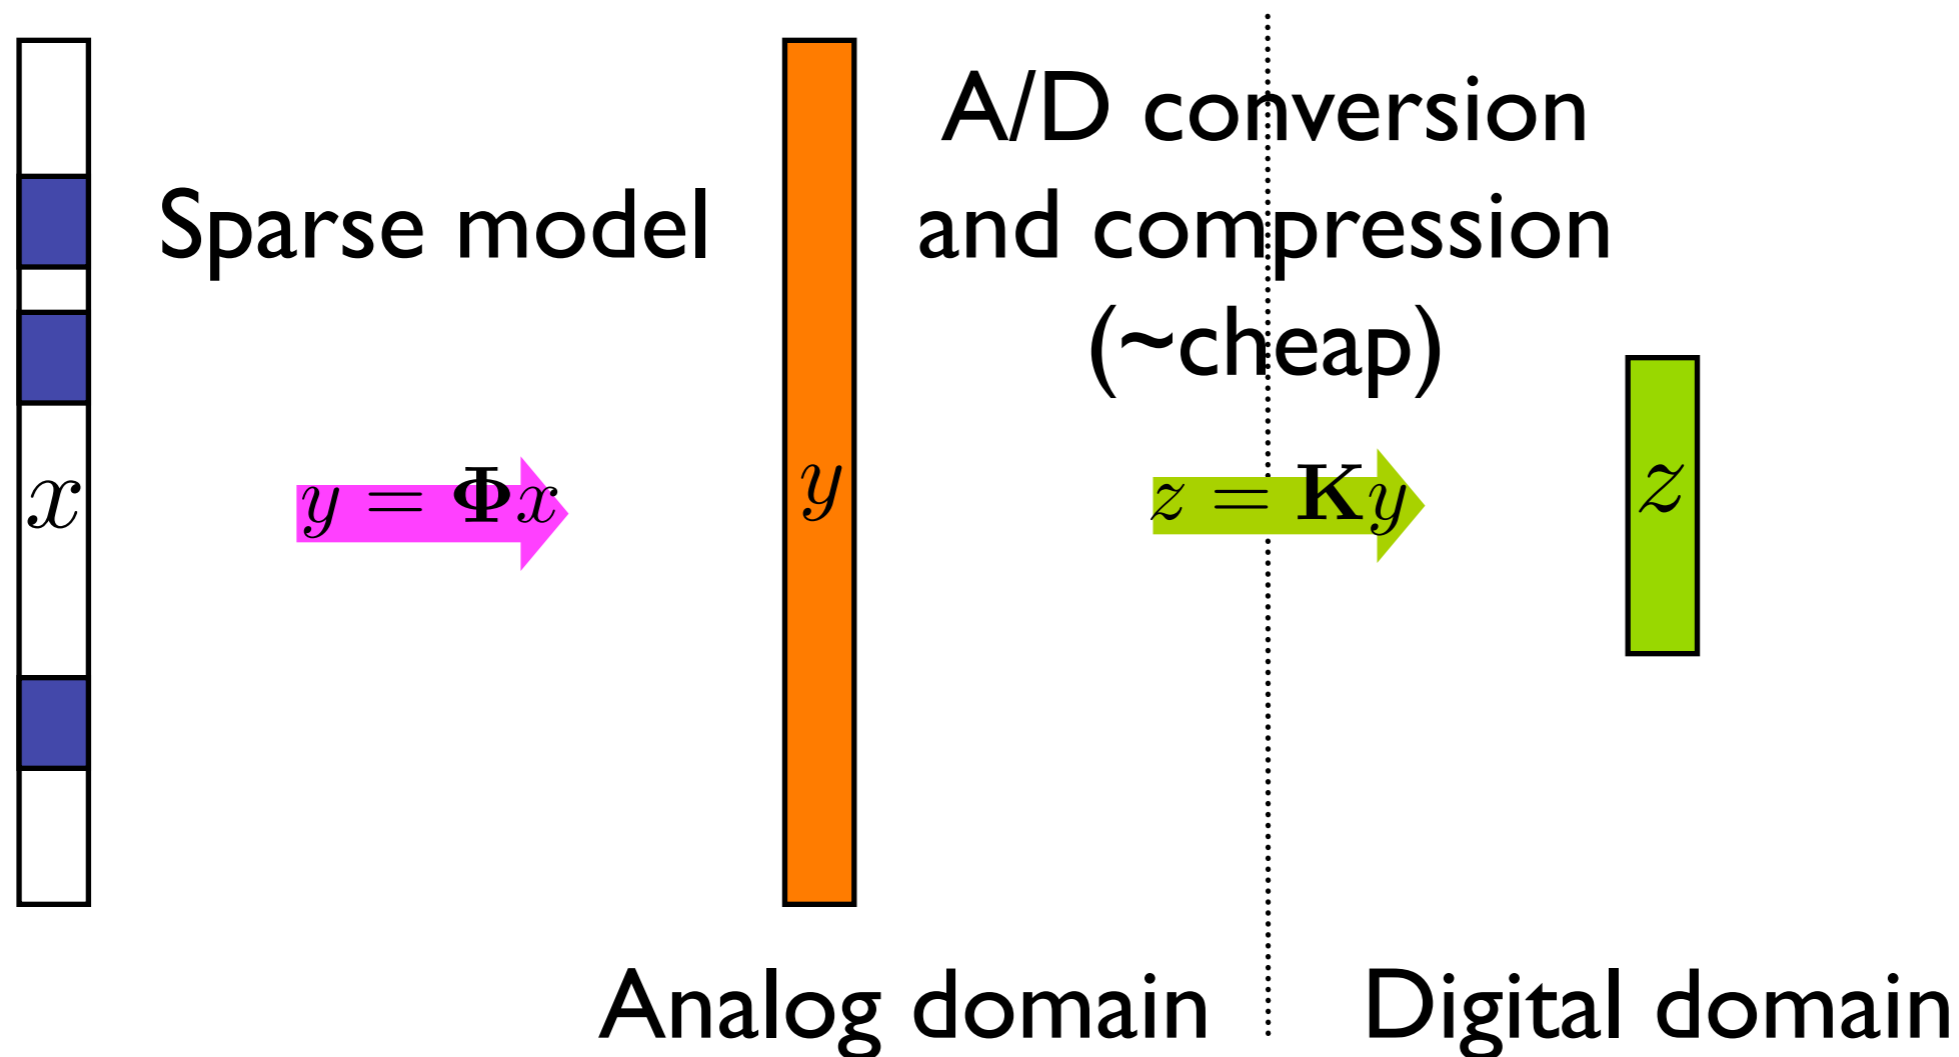 A/D conversion
Sparse model
and compression
(~cheap)
x
y = Φx
y
z = Ky
z
Analog domain
Digital domain